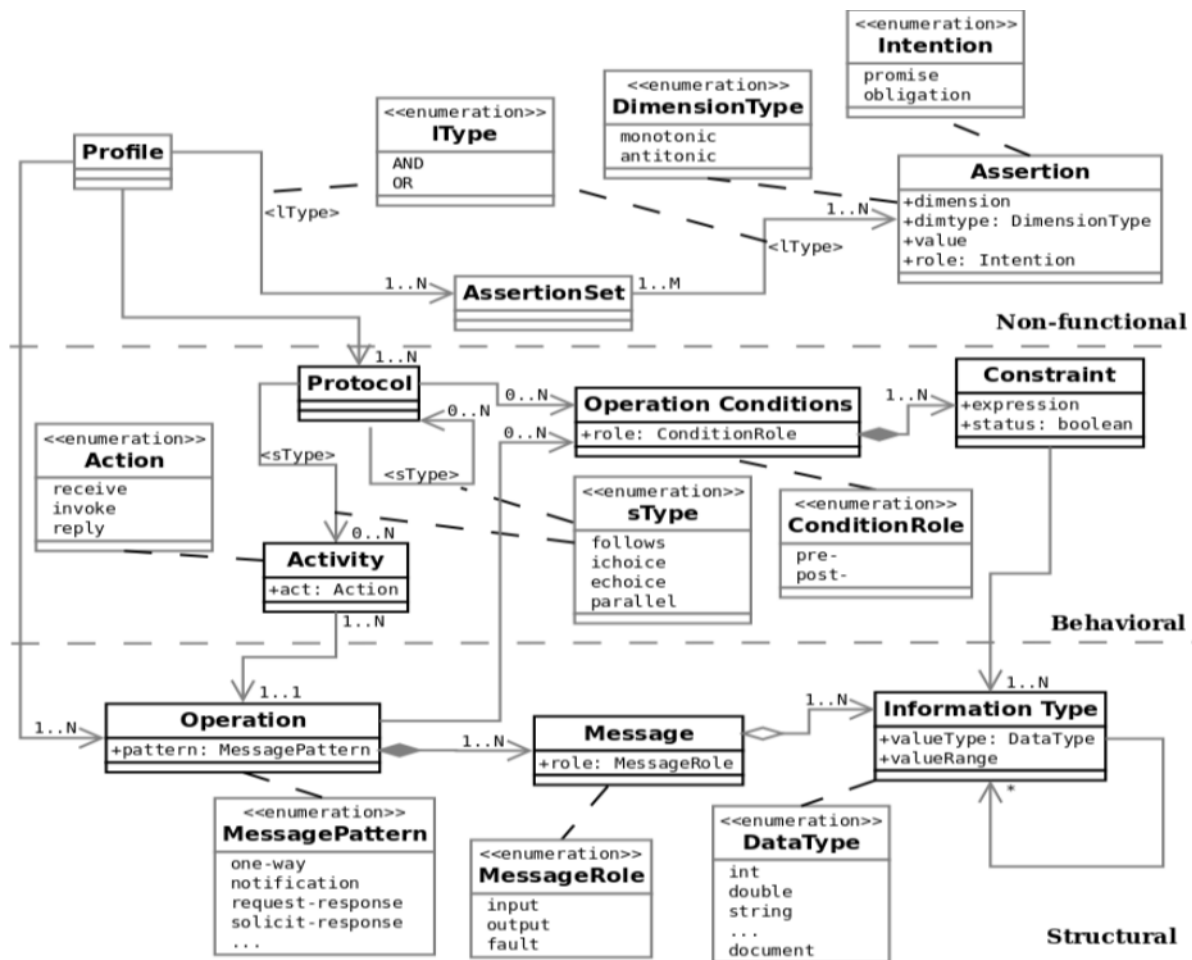 <<enumeration>>
Intention
promise
obligation
<<enumeration>>
DimensionType
monotonic
antitonic
<<enumeration>>
lType
AND
OR
Profile
Assertion
+dimension
+dimtype: DimensionType
+value
+role: Intention
<lType>
1..N
<lType>
1..N
AssertionSet
1..M
Non-functional
1..N
Protocol
0..N
0..N
0..N
Operation Conditions
+role: ConditionRole
1..N
Constraint
+expression
+status: boolean
<<enumeration>>
Action
receive
invoke
reply
<sType>
<sType>
<<enumeration>>
sType
follows
ichoice
echoice
parallel
<<enumeration>>
ConditionRole
pre-
post-
0..N
Activity
+act: Action
1..N
Behavioral
1..1
1..N
Operation
+pattern: MessagePattern
1..N
Message
+role: MessageRole
1..N
1..N
Information Type
+valueType: DataType
+valueRange
*
<<enumeration>>
MessagePattern
one-way
notification
request-response
solicit-response
...
<<enumeration>>
MessageRole
input
output
fault
<<enumeration>>
DataType
int
double
string
...
document
Structural